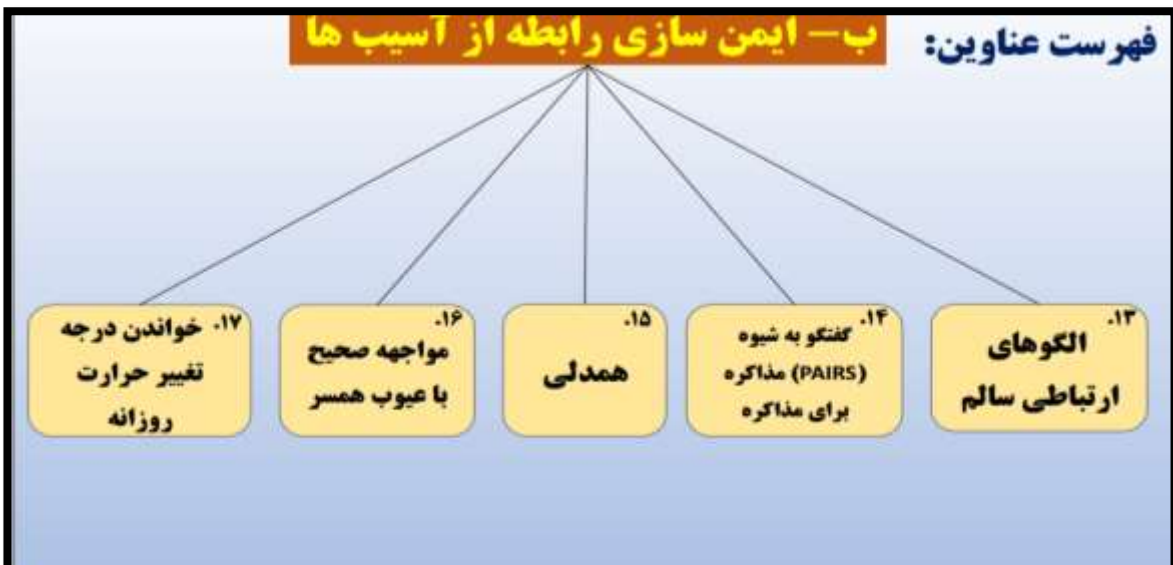 فهرست عناوین:
ب- ایمن سازی رابطه از آسیب ها
۱۳.
الگوهای
ارتباطی سالم
۱۴.
گفتگو به شیوه
(PAIRS) مذاکره
برای مذاکره
۱۵.
همدلی
۱۶.
مواجهه صحیح
با عیوب همسر
۱۷. خواندن درجه
تغییر حرارت
روزانه